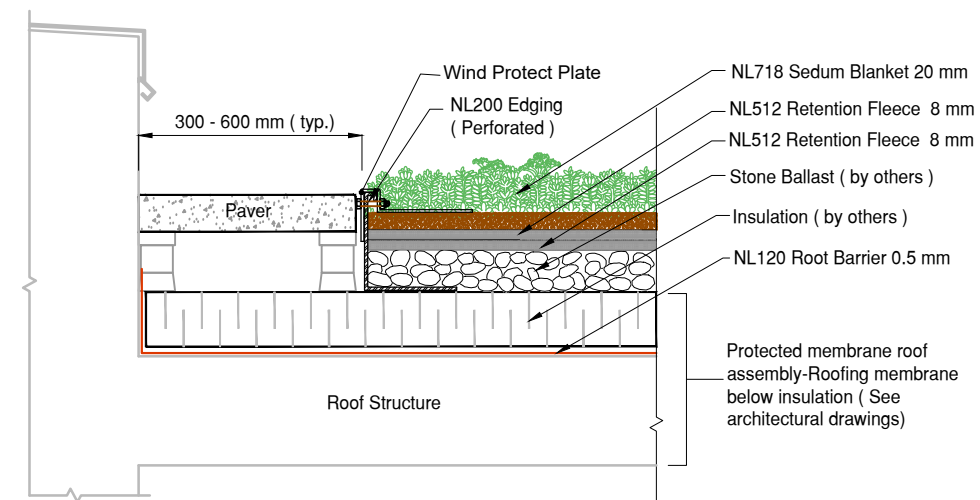 Wind Protect Plate
NL200 Edging
( Perforated )
300 - 600 mm ( typ.)
Paver
NL718 Sedum Blanket 20 mm
NL512 Retention Fleece 8 mm
NL512 Retention Fleece 8 mm
Stone Ballast ( by others )
Insulation ( by others )
NL120 Root Barrier 0.5 mm
Protected membrane roof
assembly-Roofing membrane
below insulation ( See
architectural drawings)
Roof Structure